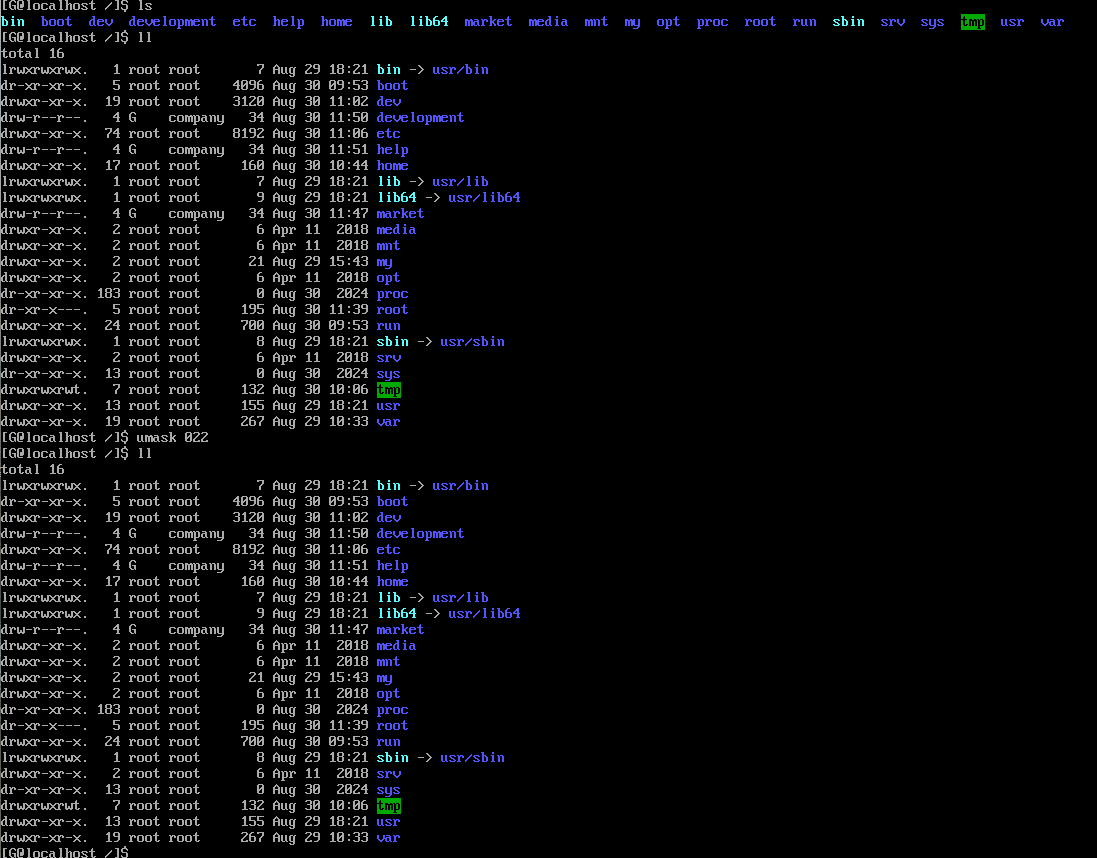 [G@localhost /]$ ls
bin boot dev development etc help home lib lib64 market media mnt my opt proc root run sbin srv sys tmp usr var
[G@localhost /]$ ll
total 16
lrwxrwxrwx. 1 root root 7 Aug 29 18:21 bin -> usr/bin
dr-xr-xr-x. 5 root root 4096 Aug 30 09:53 boot
drwxr-xr-x. 19 root root 3120 Aug 30 11:02 dev
drw-r--r--. 4 G company 34 Aug 30 11:50 development
drwxr-xr-x. 74 root root 8192 Aug 30 11:06 etc
drw-r--r--. 4 G company 34 Aug 30 11:51 help
drwxr-xr-x. 17 root root 160 Aug 30 10:44 home
lrwxrwxrwx. 1 root root 7 Aug 29 18:21 lib -> usr/lib
lrwxrwxrwx. 1 root root 9 Aug 29 18:21 lib64 -> usr/lib64
drw-r--r--. 4 G company 34 Aug 30 11:47 market
drwxr-xr-x. 2 root root 6 Apr 11 2018 media
drwxr-xr-x. 2 root root 6 Apr 11 2018 mnt
drwxr-xr-x. 2 root root 21 Aug 29 15:43 my
drwxr-xr-x. 2 root root 6 Apr 11 2018 opt
dr-xr-xr-x. 183 root root 0 Aug 30 2024 proc
dr-xr-x---. 5 root root 195 Aug 30 11:39 root
drwxr-xr-x. 24 root root 700 Aug 30 09:53 run
lrwxrwxrwx. 1 root root 8 Aug 29 18:21 sbin -> usr/sbin
drwxr-xr-x. 2 root root 6 Apr 11 2018 srv
dr-xr-xr-x. 13 root root 0 Aug 30 2024 sys
drwxrwxrwt. 7 root root 132 Aug 30 10:06 tmp
drwxr-xr-x. 13 root root 155 Aug 29 18:21 usr
drwxr-xr-x. 19 root root 267 Aug 29 10:33 var
[G@localhost /]$ umask 022
[G@localhost /]$ ll
total 16
lrwxrwxrwx. 1 root root 7 Aug 29 18:21 bin -> usr/bin
dr-xr-xr-x. 5 root root 4096 Aug 30 09:53 boot
drwxr-xr-x. 19 root root 3120 Aug 30 11:02 dev
drw-r--r--. 4 G company 34 Aug 30 11:50 development
drwxr-xr-x. 74 root root 8192 Aug 30 11:06 etc
drw-r--r--. 4 G company 34 Aug 30 11:51 help
drwxr-xr-x. 17 root root 160 Aug 30 10:44 home
lrwxrwxrwx. 1 root root 7 Aug 29 18:21 lib -> usr/lib
lrwxrwxrwx. 1 root root 9 Aug 29 18:21 lib64 -> usr/lib64
drw-r--r--. 4 G company 34 Aug 30 11:47 market
drwxr-xr-x. 2 root root 6 Apr 11 2018 media
drwxr-xr-x. 2 root root 6 Apr 11 2018 mnt
drwxr-xr-x. 2 root root 21 Aug 29 15:43 my
drwxr-xr-x. 2 root root 6 Apr 11 2018 opt
dr-xr-xr-x. 183 root root 0 Aug 30 2024 proc
dr-xr-x---. 5 root root 195 Aug 30 11:39 root
drwxr-xr-x. 24 root root 700 Aug 30 09:53 run
lrwxrwxrwx. 1 root root 8 Aug 29 18:21 sbin -> usr/sbin
drwxr-xr-x. 2 root root 6 Apr 11 2018 srv
dr-xr-xr-x. 13 root root 0 Aug 30 2024 sys
drwxrwxrwt. 7 root root 132 Aug 30 10:06 tmp
drwxr-xr-x. 13 root root 155 Aug 29 18:21 usr
drwxr-xr-x. 19 root root 267 Aug 29 10:33 var
[G@localhost /]$